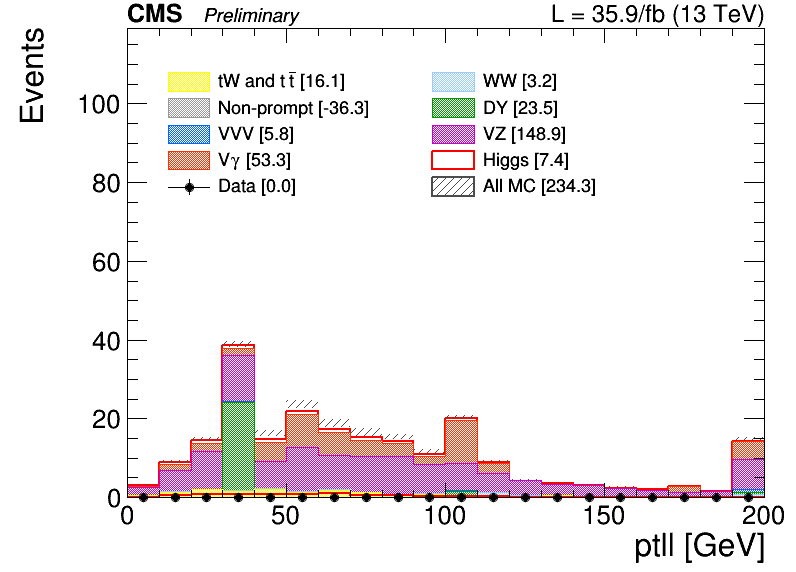 CMS Preliminary L = 35.9/fb (13 TeV)
Events
tW and t t̄ [16.1] WW [3.2]
Non-prompt [-36.3] DY [23.5]
VVV [5.8] VZ [148.9]
Vγ [53.3] Higgs [7.4]
Data [0.0] All MC [234.3]
100
80
60
40
20
0
0 50 100 150 200
ptll [GeV]